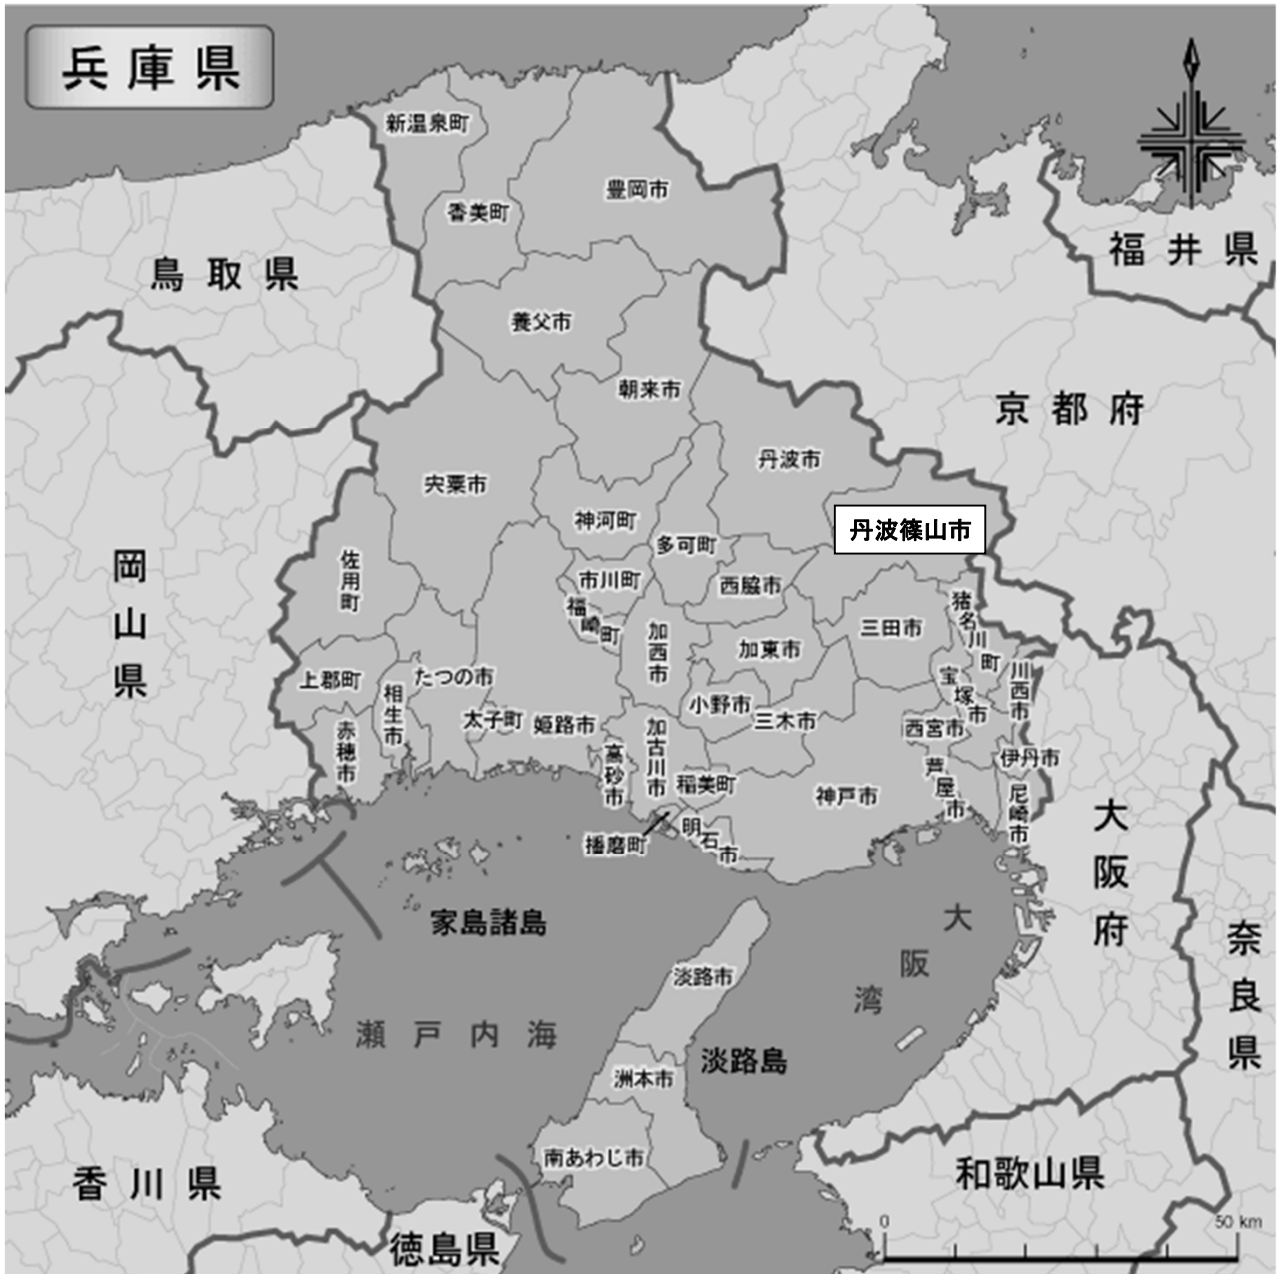 兵庫県
新温泉町
香美町
豊岡市
鳥取県
福井県
養父市
朝来市
京都府
丹波市
宍粟市
神河町
丹波篠山市
多可町
岡山県
佐用町
市川町
西脇市
福崎町
猪名川町
三田市
加西市
加東市
上郡町
たつの市
相生市
宝塚市
川西市
小野市
三木市
太子町
姫路市
赤穂市
加古川市
西宮市
高砂市
伊丹市
芦屋市
稲美町
神戸市
尼崎市
播磨町
明石市
大阪府
家島諸島
大阪湾
奈良県
淡路市
瀬戸内海
淡路島
洲本市
南あわじ市
香川県
和歌山県
徳島県
0
50 km